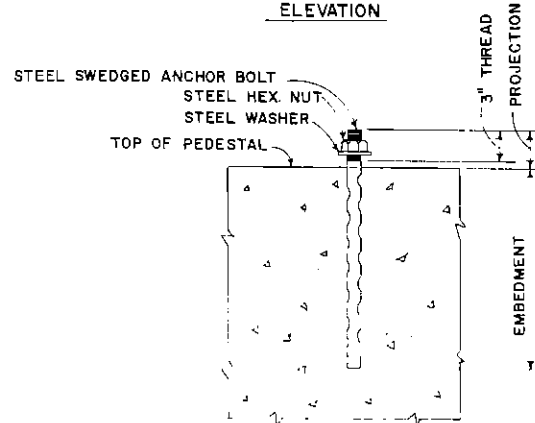 ELEVATION
STEEL SWEDGED ANCHOR BOLT
STEEL HEX. NUT
STEEL WASHER
TOP OF PEDESTAL
3" THREAD
PROJECTION
EMBEDMENT